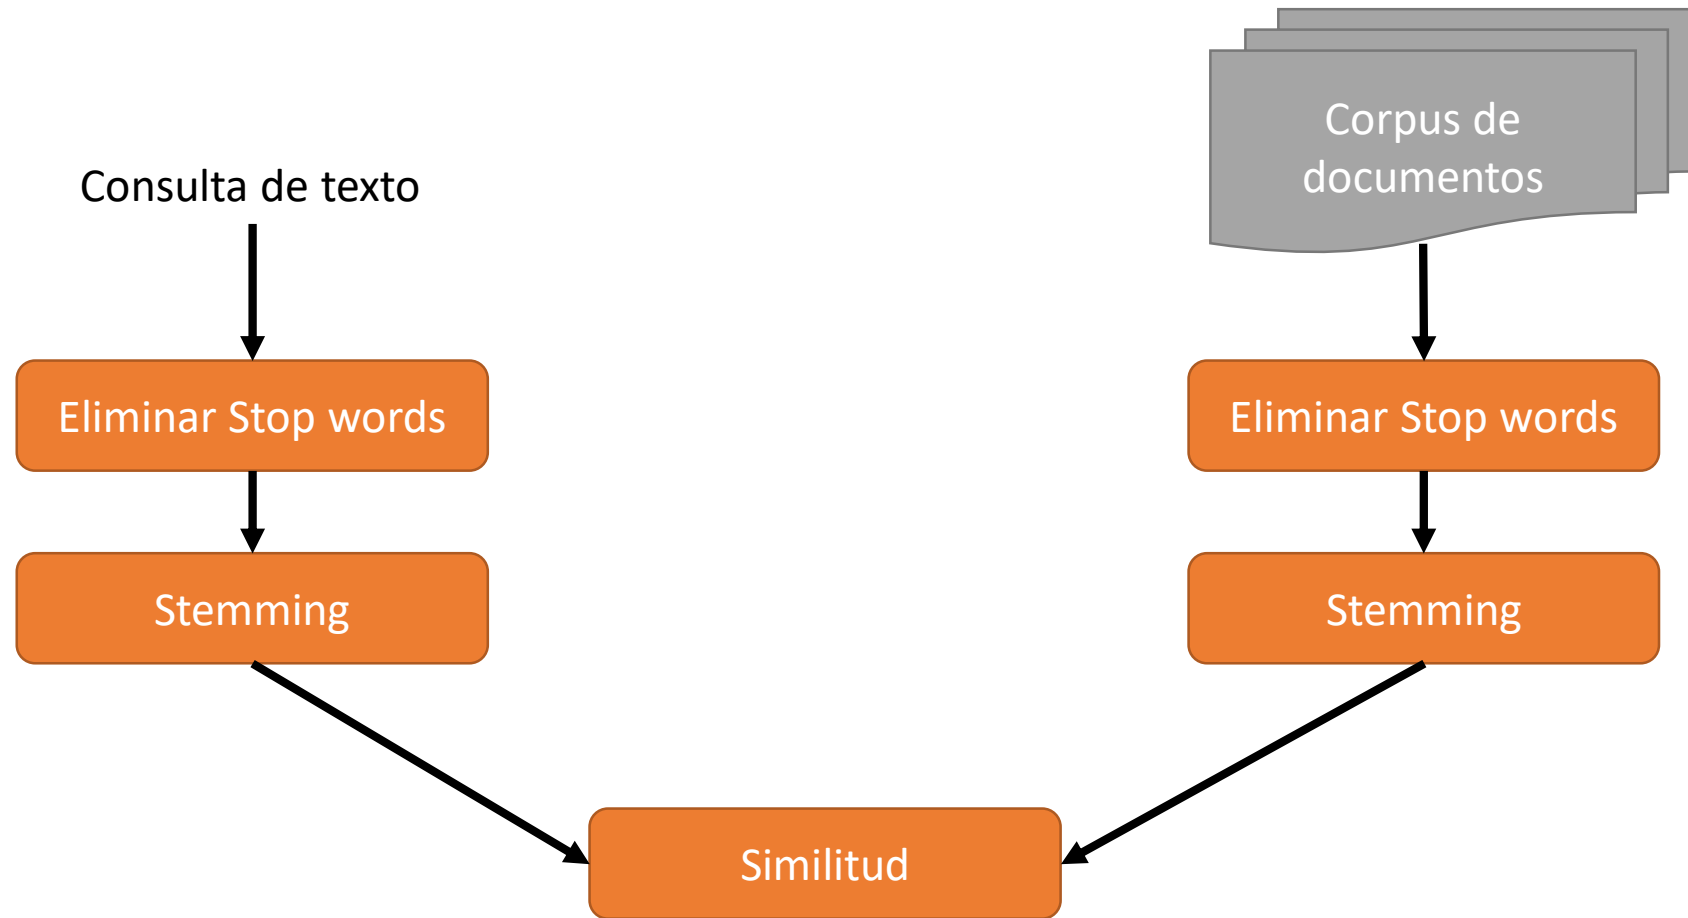 Corpus de
documentos
Consulta de texto
Eliminar Stop words
Eliminar Stop words
Stemming
Stemming
Similitud